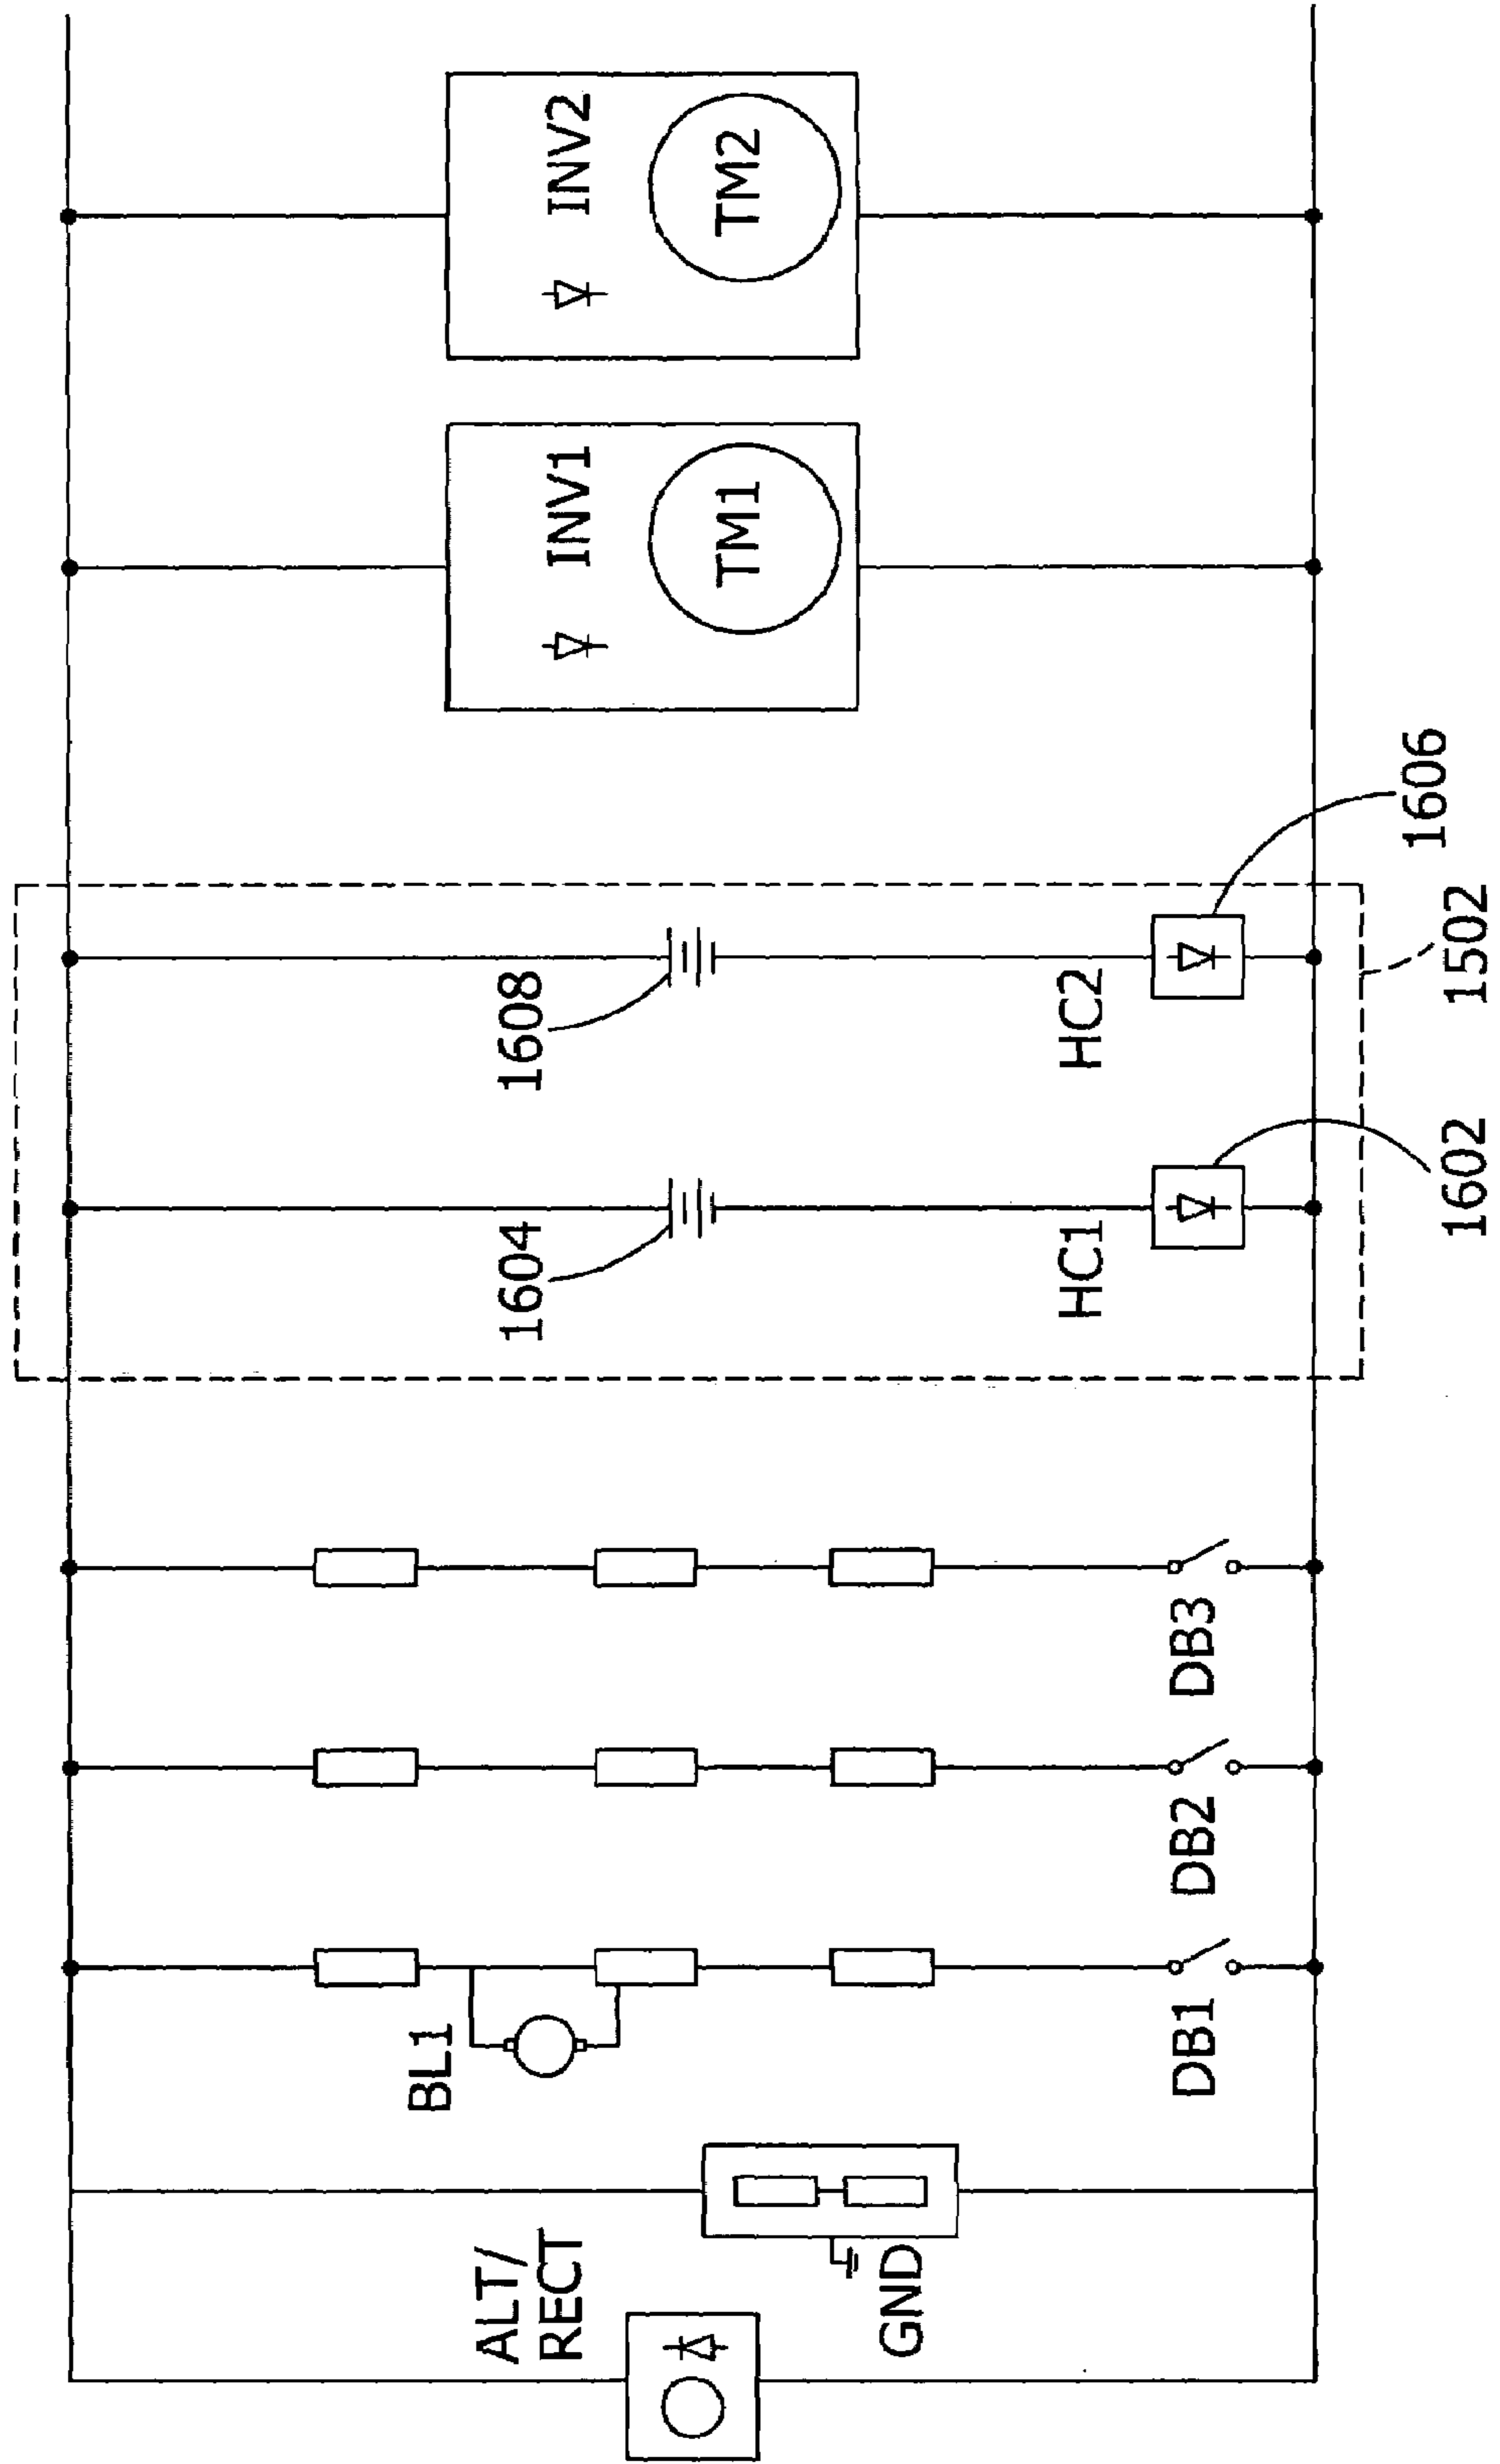 ALT/
RECT
GND
BL1
DB1
DB2
DB3
1604
HC1
1602
1608
HC2
1606
1502
INV1
TM1
INV2
TM2